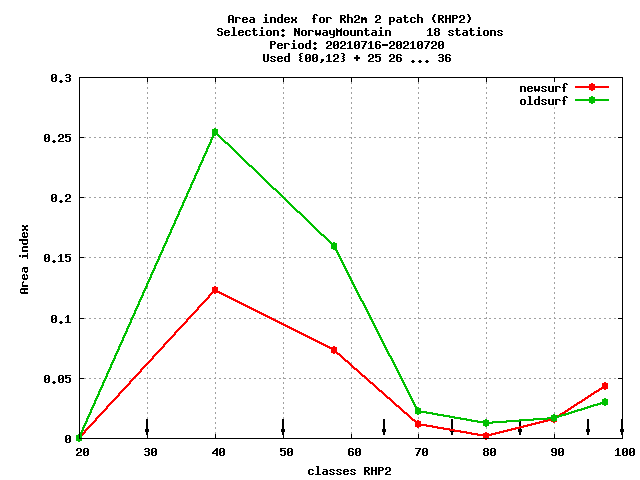 Area index  for Rh2m 2 patch (RHP2)
Selection: NorwayMountain     18 stations
Period: 20210716-20210720
Used {00,12} + 25 26 ... 36
0.3
newsurf
oldsurf
0.25
0.2
0.15
Area index
0.1
0.05
0
20 30 40 50 60 70 80 90 100
classes RHP2